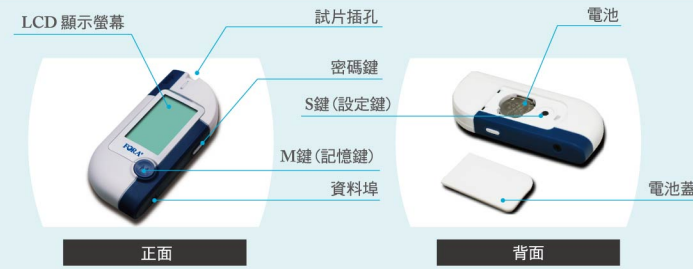 LCD 顯示螢幕
試片插孔
密碼鍵
S鍵(設定鍵)
M鍵(記憶鍵)
資料埠
FORA
正面
電池
電池蓋
背面